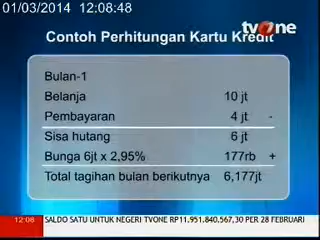 01/03/2014 12:08:48
tvOne
Contoh Perhitungan Kartu Kredit
Bulan-1
Belanja 10 jt
Pembayaran 4 jt -
Sisa hutang 6 jt
Bunga 6jt x 2,95% 177rb +
Total tagihan bulan berikutnya 6,177jt
12:08 SALDO SATU UNTUK NEGERI TVONE RP11.951.840.567,30 PER 28 FEBRUARI